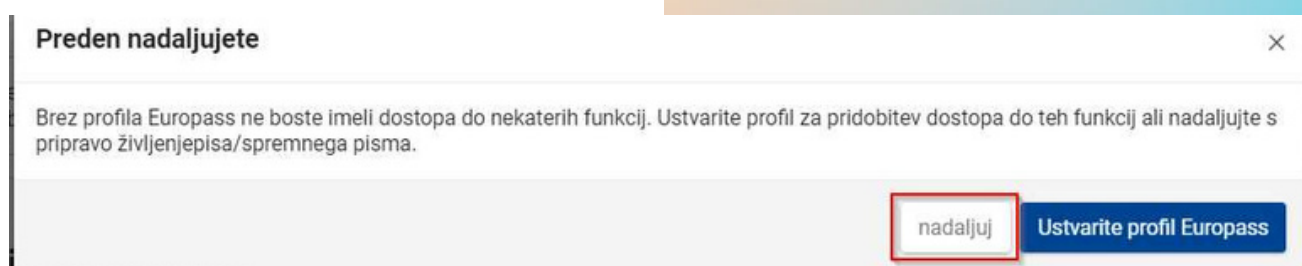 Preden nadaljujete
Brez profila Europass ne boste imeli dostopa do nekaterih funkcij. Ustvarite profil za pridobitev dostopa do teh funkcij ali nadaljujte s
pripravo življenjepisa/spremnega pisma.
nadaljuj Ustvarite profil Europass